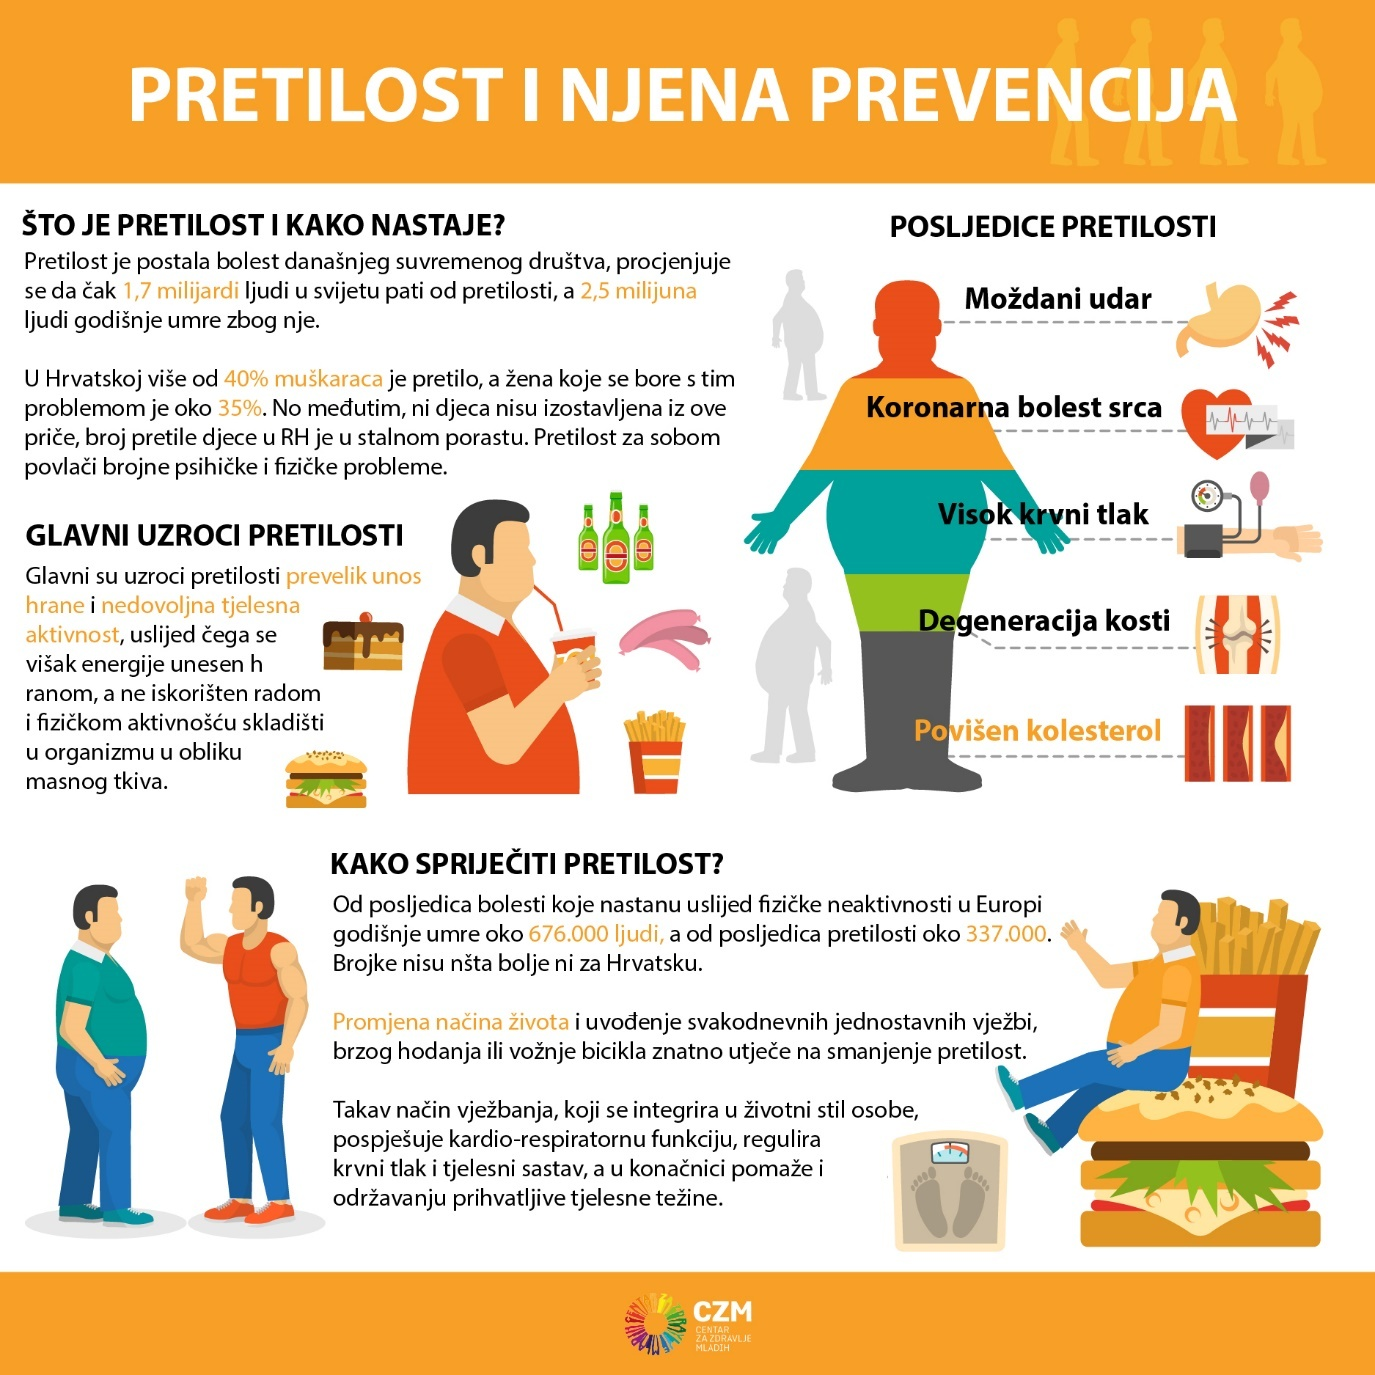 PRETILOST I NJENA PREVENCIJA
ŠTO JE PRETILOST I KAKO NASTAJE?
Pretilost je postala bolest današnjeg suvremenog društva, procjenjuje
se da čak 1,7 milijardi ljudi u svijetu pati od pretilosti, a 2,5 milijuna
ljudi godišnje umre zbog nje.
U Hrvatskoj više od 40% muškaraca je pretilo, a žena koje se bore s tim
problemom je oko 35%. No međutim, ni djeca nisu izostavljena iz ove
priče, broj pretile djece u RH je u stalnom porastu. Pretilost za sobom
povlači brojne psihičke i fizičke probleme.
GLAVNI UZROCI PRETILOSTI
Glavni su uzroci pretilosti prevelik unos
hrane i nedovoljna tjelesna
aktivnost, uslijed čega se
višak energije unesen h
ranom, a ne iskorišten radom
i fizičkom aktivnošću skladišti
u organizmu u obliku
masnog tkiva.
POSLJEDICE PRETILOSTI
Moždani udar
Koronarna bolest srca
Visok krvni tlak
Degeneracija kosti
Povišen kolesterol
KAKO SPRIJEČITI PRETILOST?
Od posljedica bolesti koje nastanu uslijed fizičke neaktivnosti u Europi
godišnje umre oko 676.000 ljudi, a od posljedica pretilosti oko 337.000.
Brojke nisu nšta bolje ni za Hrvatsku.
Promjena načina života i uvođenje svakodnevnih jednostavnih vježbi,
brzog hodanja ili vožnje bicikla znatno utječe na smanjenje pretilost.
Takav način vježbanja, koji se integrira u životni stil osobe,
pospješuje kardio-respiratornu funkciju, regulira
krvni tlak i tjelesni sastav, a u konačnici pomaže i
održavanju prihvatljive tjelesne težine.
CZM
CENTAR
ZA ZDRAVLJE
MLADIH